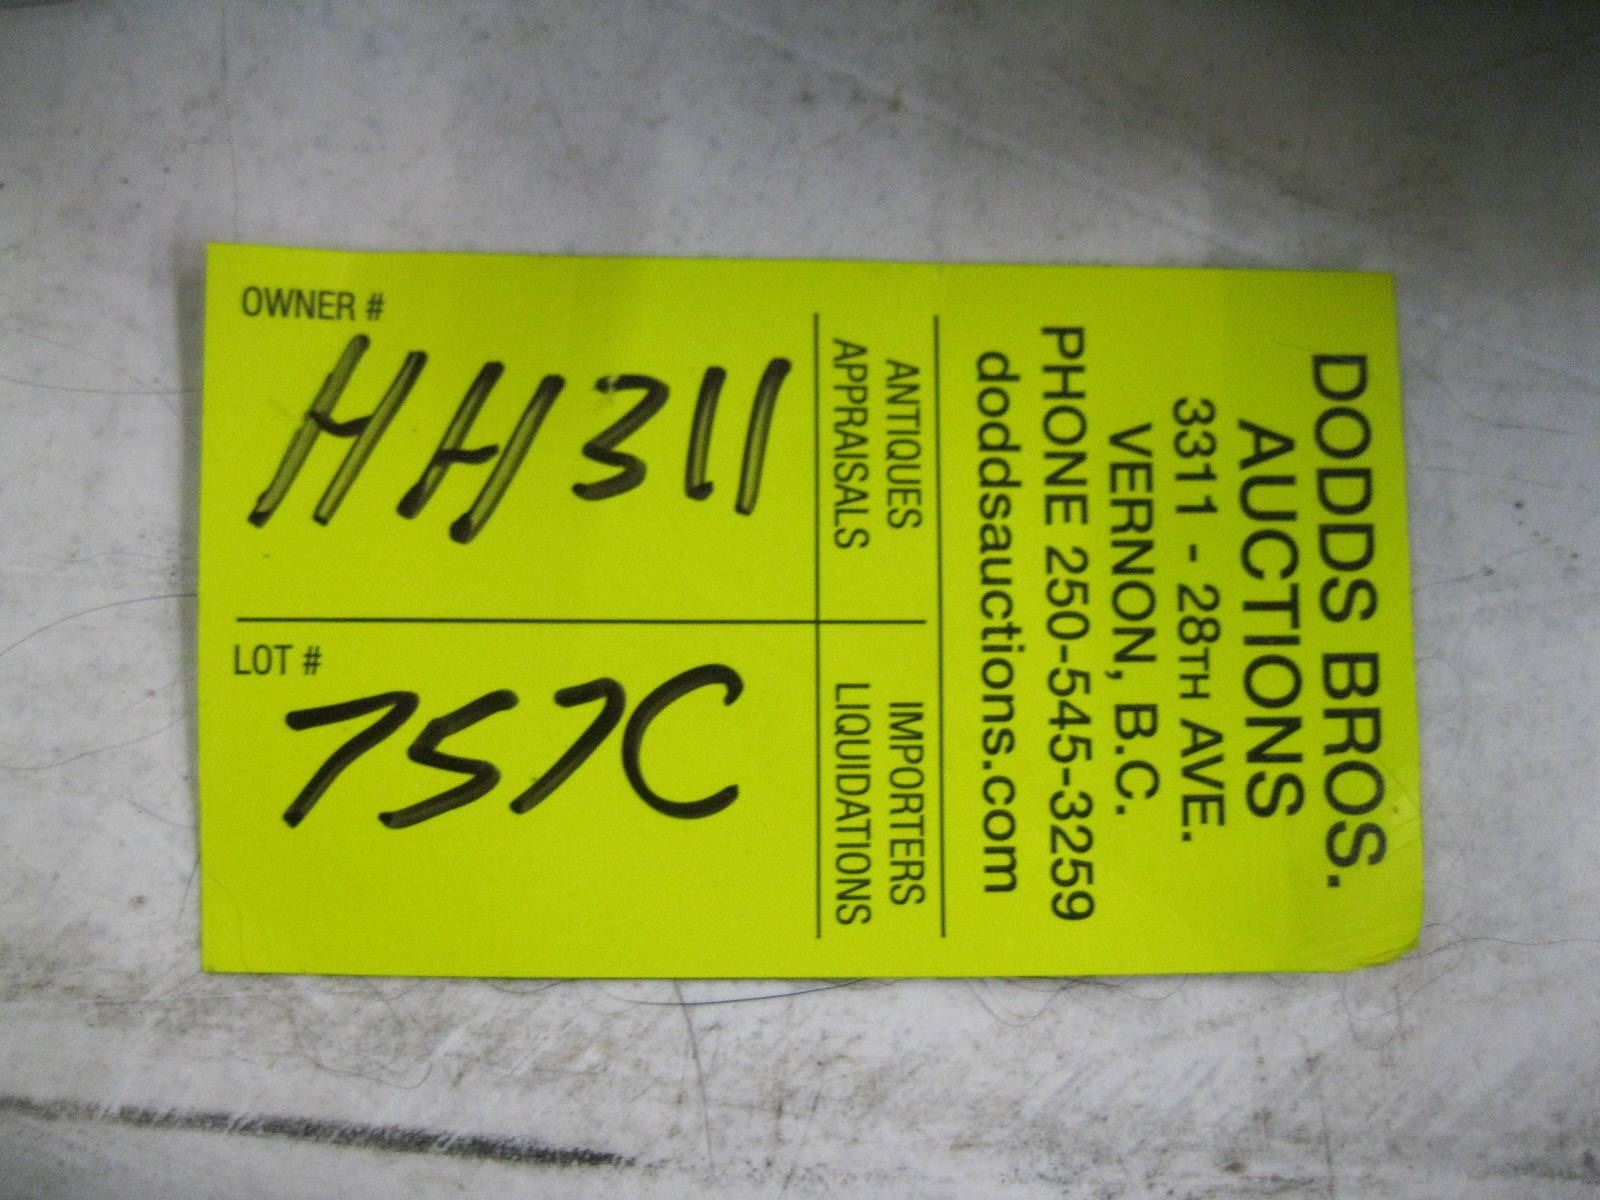 DODDS BROS.
AUCTIONS
3311 - 28TH AVE.
VERNON, B.C.
PHONE 250-545-3259
doddsauctions.com
ANTIQUES
APPRAISALS
IMPORTERS
LIQUIDATIONS
OWNER #
HH311
LOT #
757C